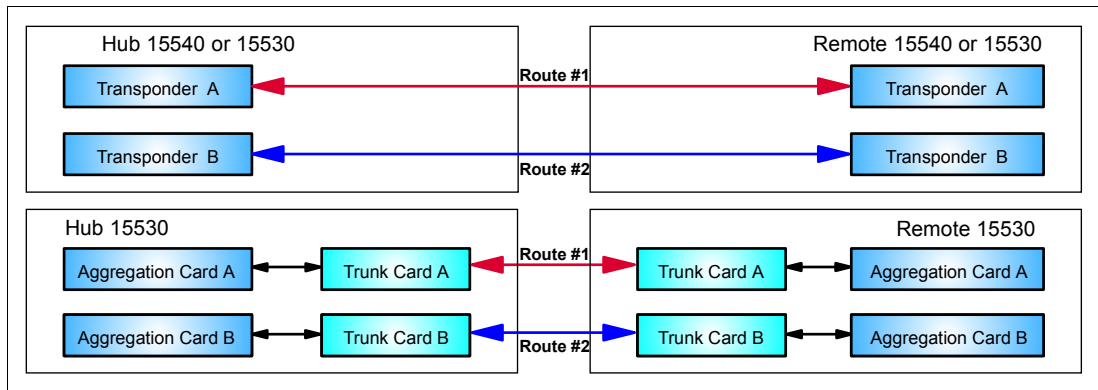 Hub 15540 or 15530
Remote 15540 or 15530
Transponder A
Route #1
Transponder A
Transponder B
Route #2
Transponder B
Hub 15530
Remote 15530
Aggregation Card A
Trunk Card A
Route #1
Trunk Card A
Aggregation Card A
Aggregation Card B
Trunk Card B
Route #2
Trunk Card B
Aggregation Card B